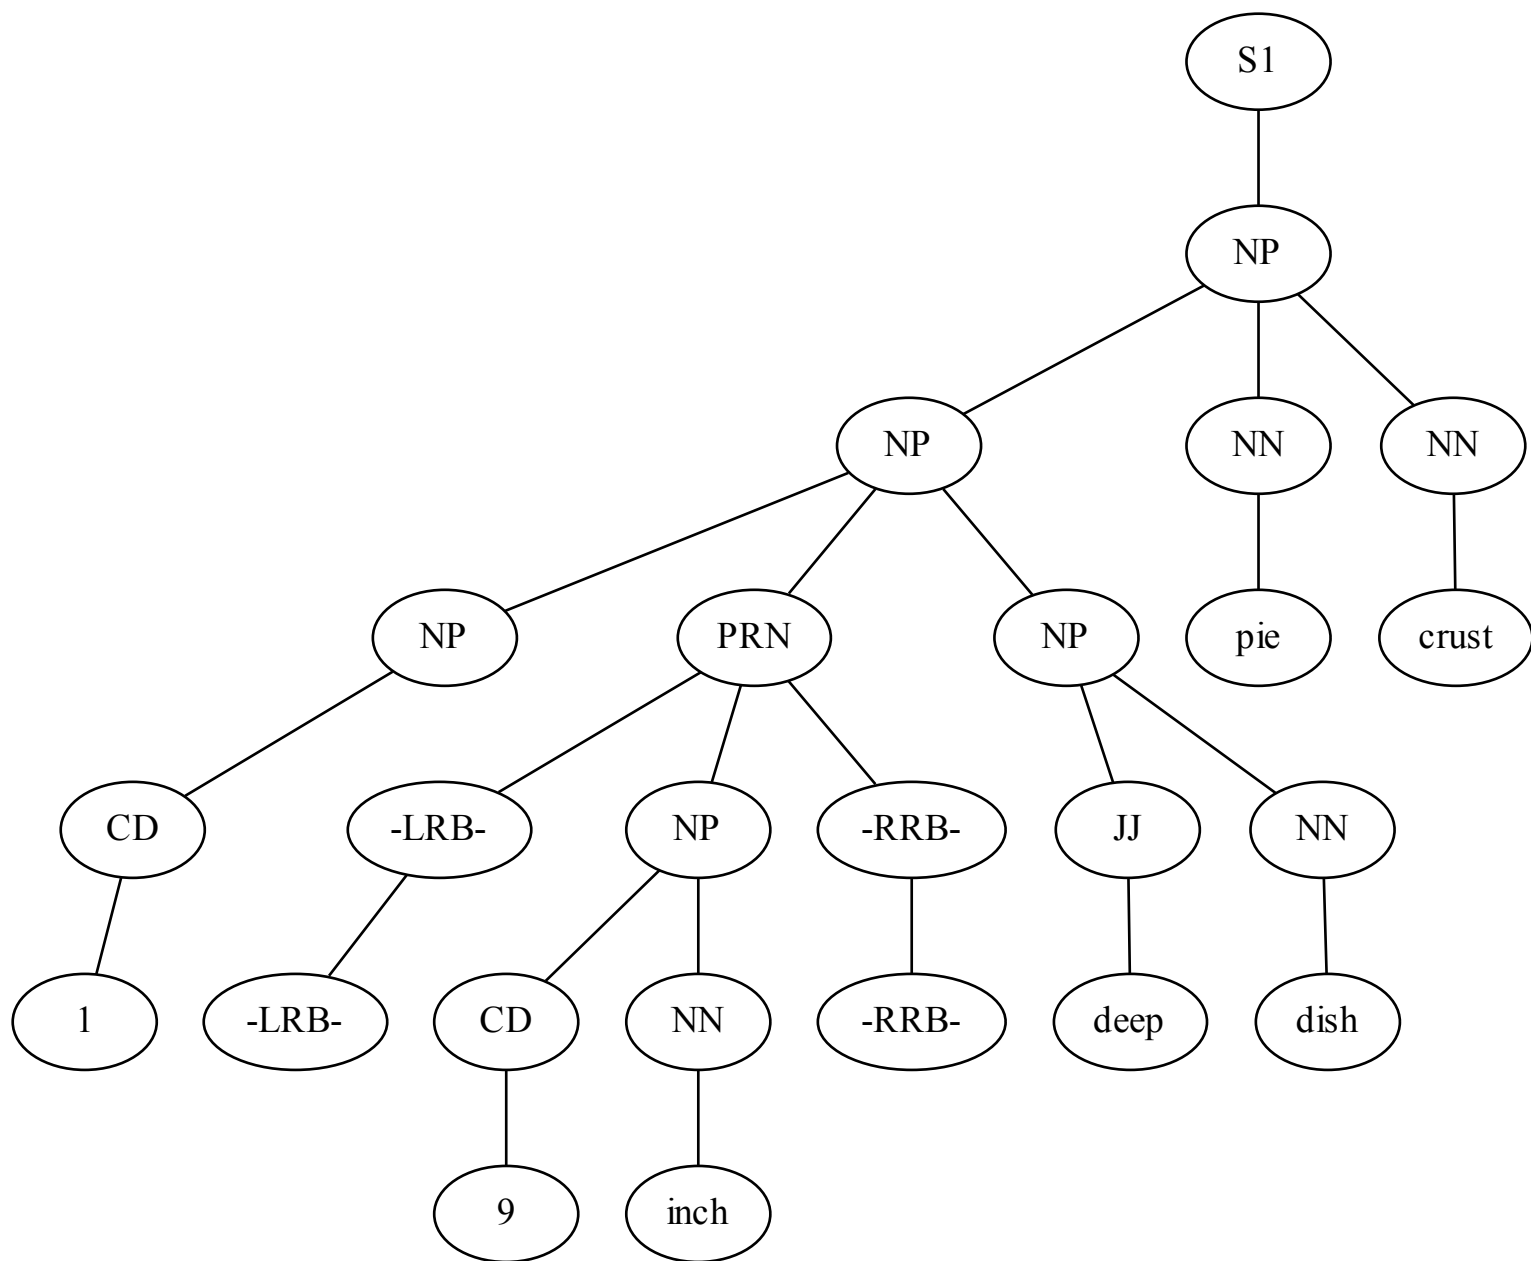 S1
NP
NP NN NN
NP PRN NP pie crust
CD -LRB- NP -RRB- JJ NN
1 -LRB- CD NN -RRB- deep dish
9 inch